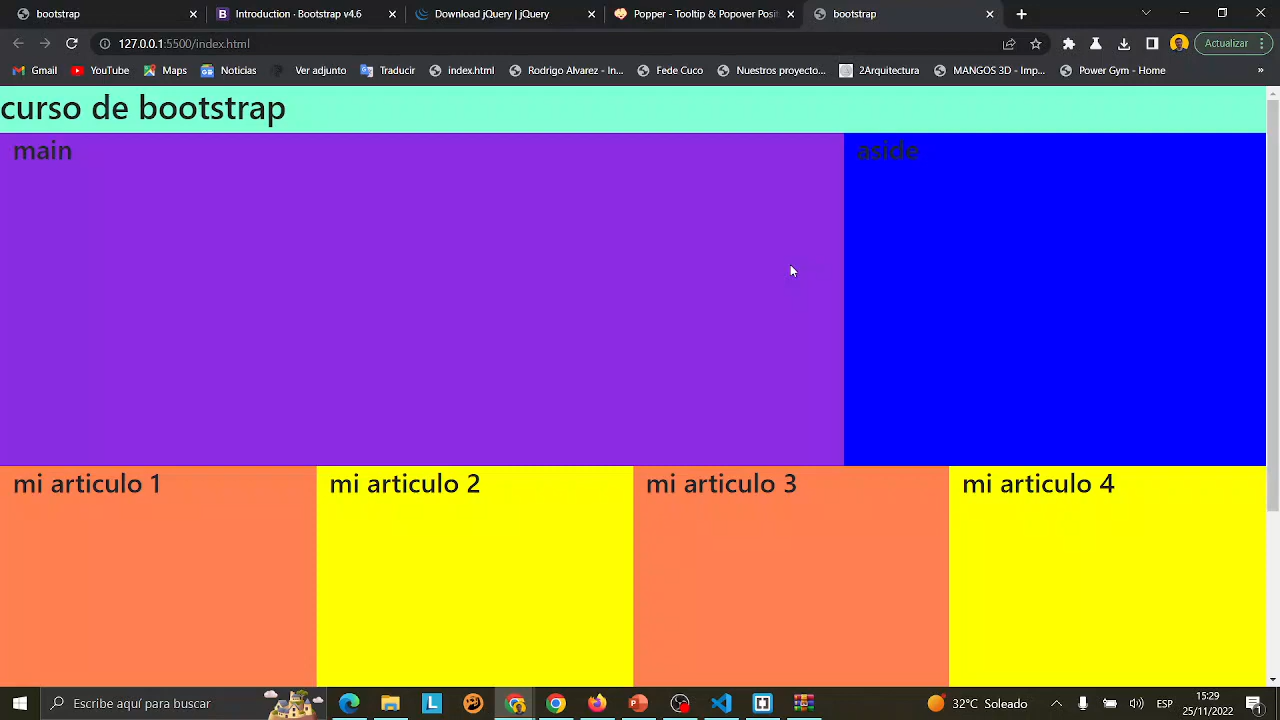 bootstrap
Introduction · Bootstrap v4.6
Download jQuery | jQuery
Popper - Tooltip & Popover Posit
bootstrap
127.0.0.1:5500/index.html
Actualizar
Gmail
YouTube
Maps
Noticias
Ver adjunto
Traducir
index.html
Rodrigo Alvarez - In...
Fede Cuco
Nuestros proyecto...
2Arquitectura
MANGOS 3D - Imp...
Power Gym - Home
»
curso de bootstrap
main
aside
mi articulo 1
mi articulo 2
mi articulo 3
mi articulo 4
Escribe aquí para buscar
32°C Soleado
ESP
15:29
25/11/2022